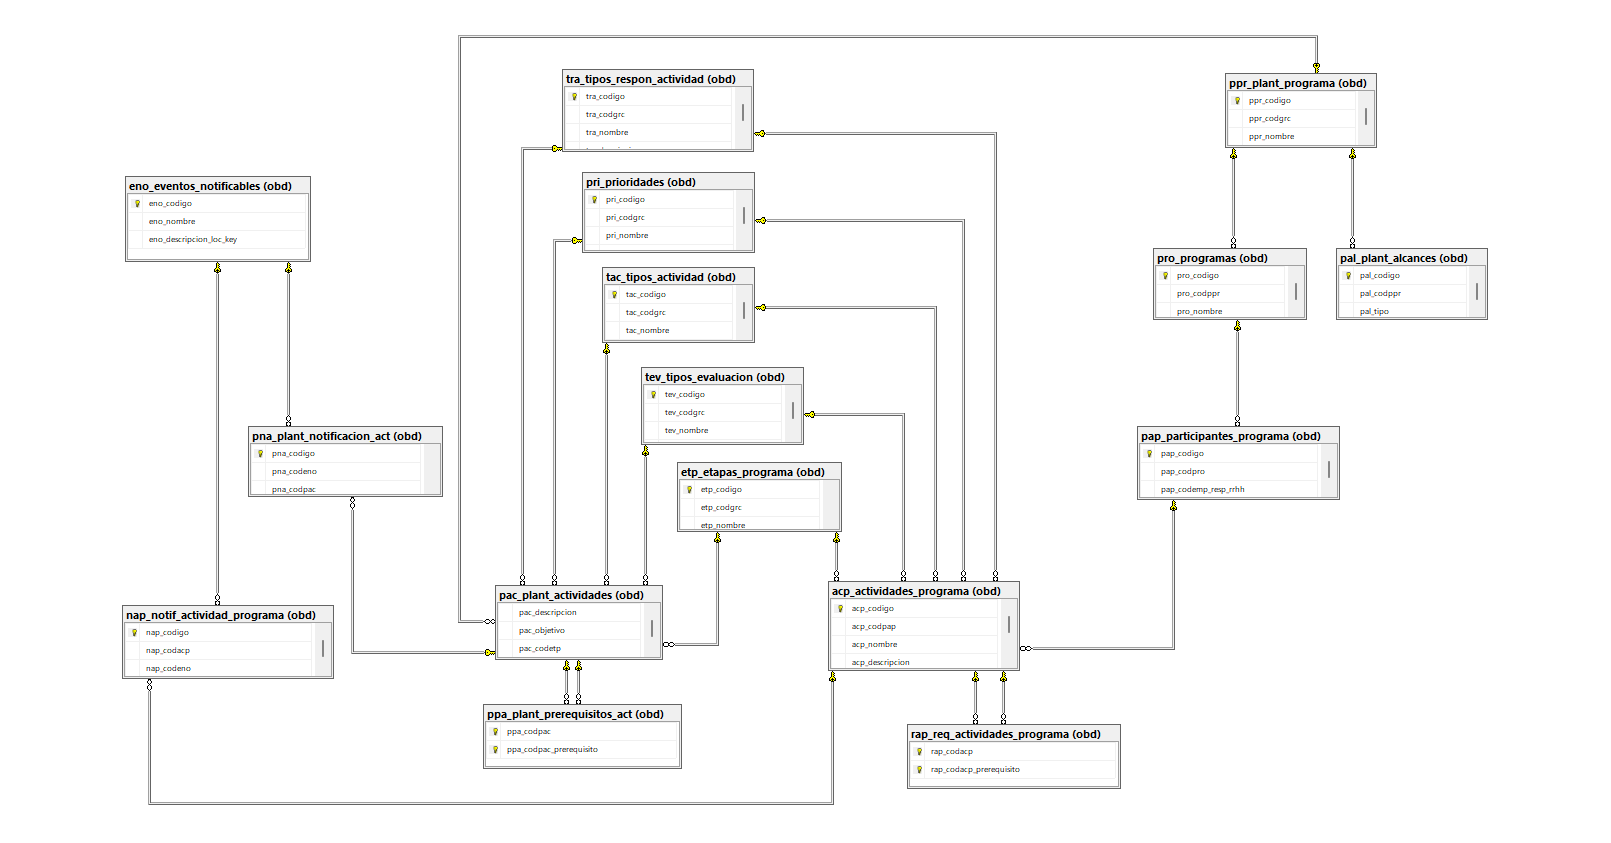 tra_tipos_respon_actividad (obd)
tra_codigo
tra_codgrc
tra_nombre
ppr_plant_programa (obd)
ppr_codigo
ppr_codgrc
ppr_nombre
eno_eventos_notificables (obd)
eno_codigo
eno_nombre
eno_descripcion_loc_key
pri_prioridades (obd)
pri_codigo
pri_codgrc
pri_nombre
tac_tipos_actividad (obd)
tac_codigo
tac_codgrc
tac_nombre
pro_programas (obd)
pro_codigo
pro_codppr
pro_nombre
pal_plant_alcances (obd)
pal_codigo
pal_codppr
pal_tipo
tev_tipos_evaluacion (obd)
tev_codigo
tev_codgrc
tev_nombre
pna_plant_notificacion_act (obd)
pna_codigo
pna_codeno
pna_codpac
etp_etapas_programa (obd)
etp_codigo
etp_codgrc
etp_nombre
pap_participantes_programa (obd)
pap_codigo
pap_codpro
pap_codemp_resp_rrhh
nap_notif_actividad_programa (obd)
nap_codigo
nap_codacp
nap_codeno
pac_plant_actividades (obd)
pac_descripcion
pac_objetivo
pac_codetp
acp_actividades_programa (obd)
acp_codigo
acp_codpap
acp_nombre
acp_descripcion
ppa_plant_prerequisitos_act (obd)
ppa_codpac
ppa_codpac_prerequisito
rap_req_actividades_programa (obd)
rap_codacp
rap_codacp_prerequisito